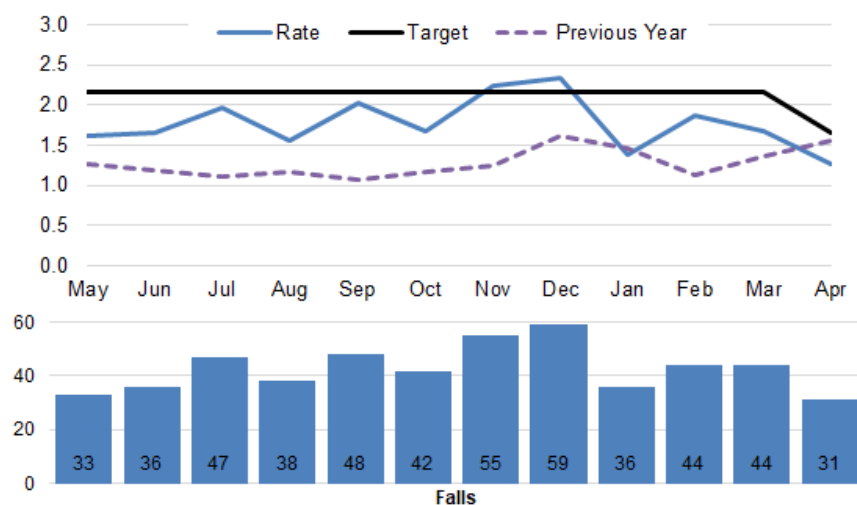 3.0
Rate Target Previous Year
2.5
2.0
1.5
1.0
0.5
0.0
May Jun Jul Aug Sep Oct Nov Dec Jan Feb Mar Apr
60
40
20
33 36 47 38 48 42 55 59 36 44 44 31
0
Falls